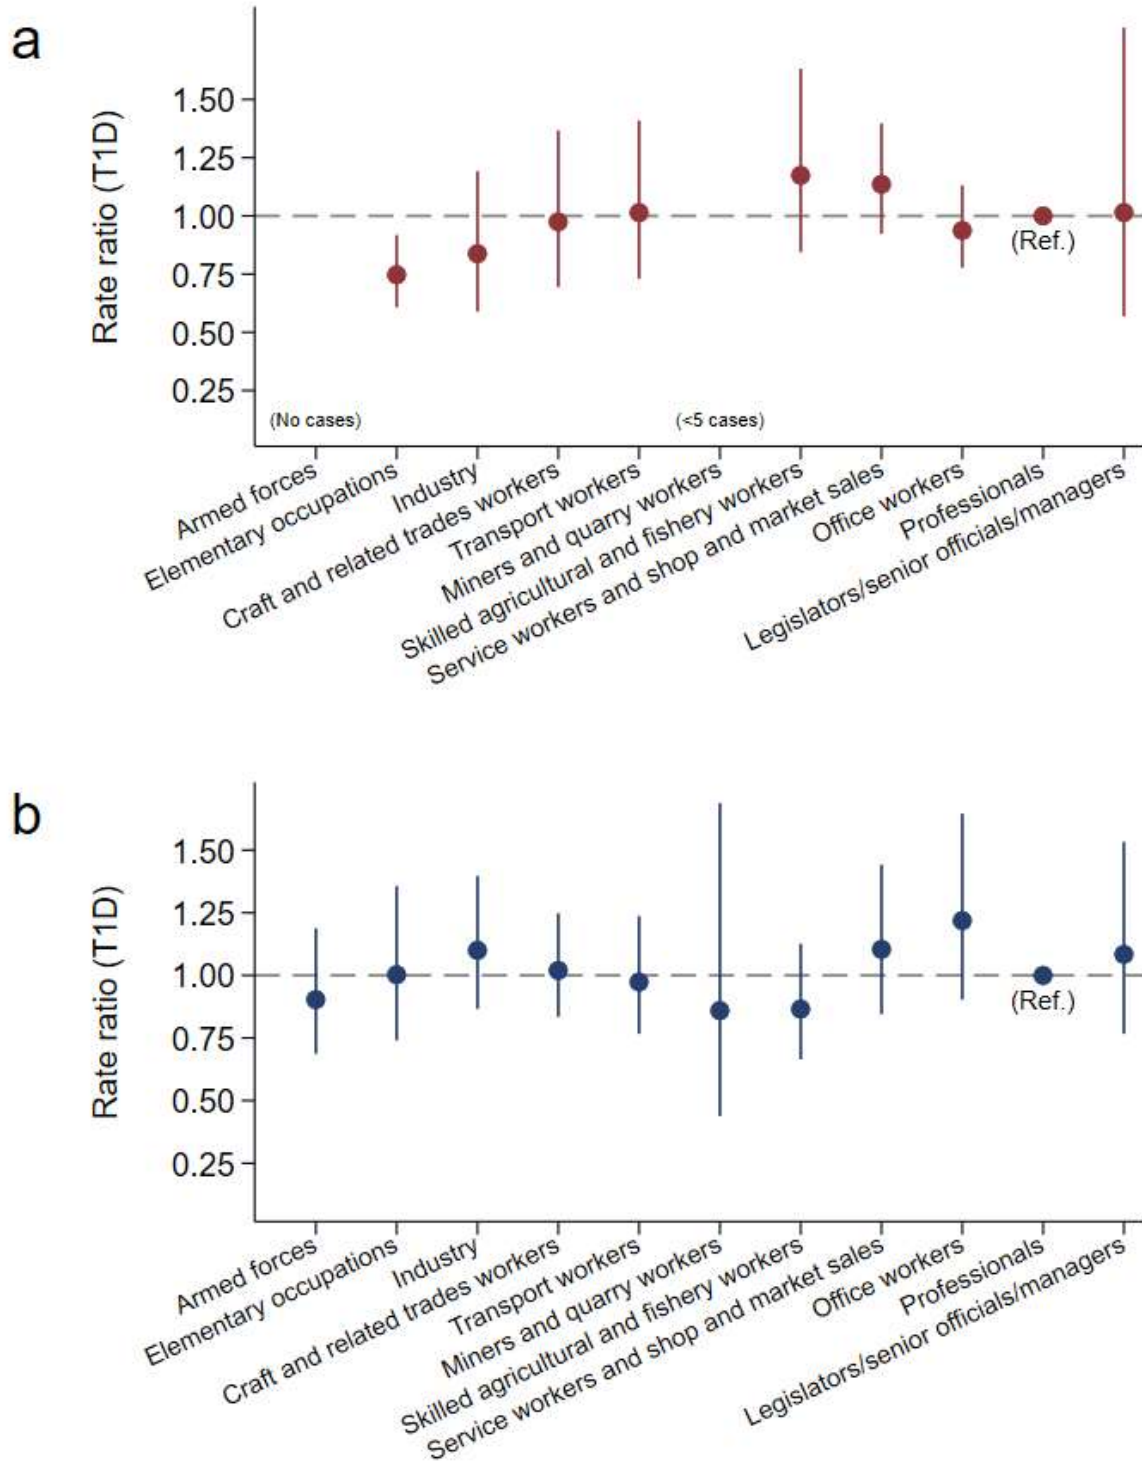 a
Rate ratio (T1D)
1.50
1.25
1.00
0.75
0.50
0.25
(Ref.)
(No cases)
(<5 cases)
Armed forces
Elementary occupations
Industry
Craft and related trades workers
Transport workers
Miners and quarry workers
Skilled agricultural and fishery workers
Service workers and shop and market sales
Office workers
Professionals
Legislators/senior officials/managers
b
Rate ratio (T1D)
1.50
1.25
1.00
0.75
0.50
0.25
(Ref.)
Armed forces
Elementary occupations
Industry
Craft and related trades workers
Transport workers
Miners and quarry workers
Skilled agricultural and fishery workers
Service workers and shop and market sales
Office workers
Professionals
Legislators/senior officials/managers